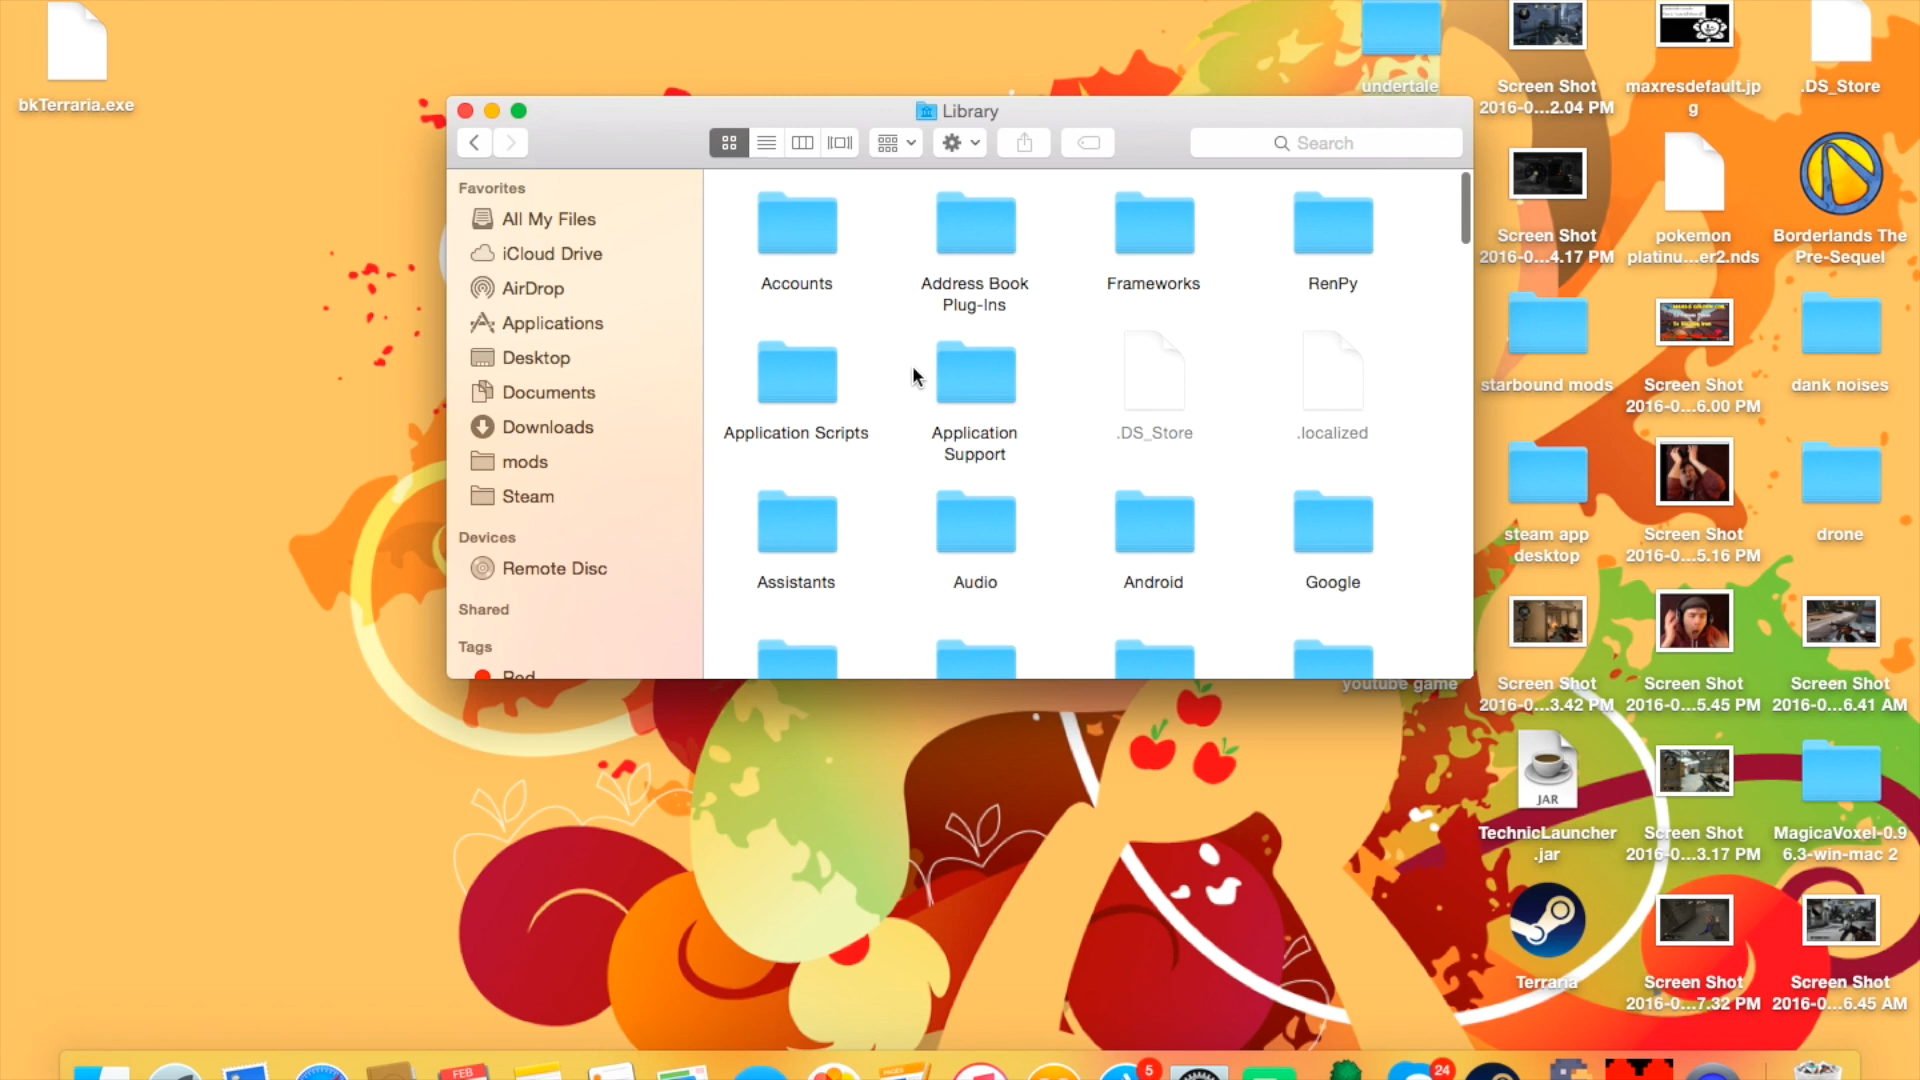 bkTerraria.exe
Library
Search
Favorites
All My Files
iCloud Drive
AirDrop
Applications
Desktop
Documents
Downloads
mods
Steam
Devices
Remote Disc
Shared
Tags
Red
Accounts
Address Book
Plug-Ins
Frameworks
RenPy
Application Scripts
Application
Support
.DS_Store
.localized
Assistants
Audio
Android
Google
undertale
Screen Shot
2016-0...2.04 PM
maxresdefault.jp
g
.DS_Store
Screen Shot
2016-0...4.17 PM
pokemon
platinu...er2.nds
Borderlands The
Pre-Sequel
starbound mods
Screen Shot
2016-0...6.00 PM
dank noises
steam app
desktop
Screen Shot
2016-0...5.16 PM
drone
youtube game
Screen Shot
2016-0...3.42 PM
Screen Shot
2016-0...5.45 PM
Screen Shot
2016-0...6.41 AM
JAR
TechnicLauncher
.jar
Screen Shot
2016-0...3.17 PM
MagicaVoxel-0.9
6.3-win-mac 2
Terraria
Screen Shot
2016-0...7.32 PM
Screen Shot
2016-0...6.45 AM
FEB
PAGES
5
24